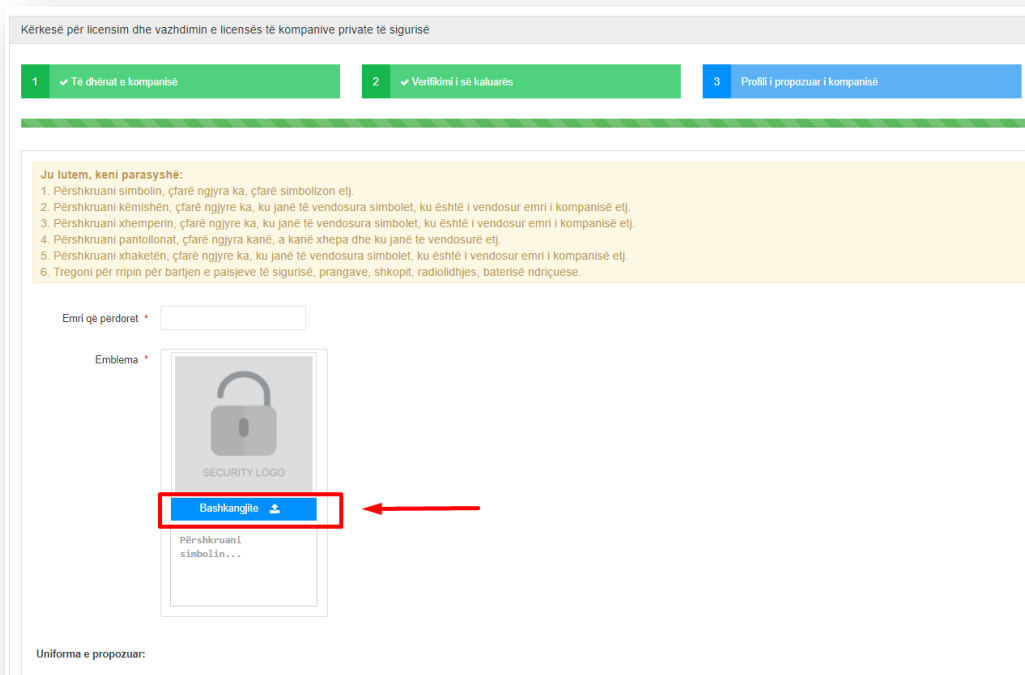 Kërkesë për licensim dhe vazhdimin e licensës të kompanive private të sigurisë
1 Të dhënat e kompanisë
2 Verifikimi i së kaluarës
3 Profili i propozuar i kompanisë
Ju lutem, keni parasyshë:
1. Përshkruani simbolin, çfarë ngjyra ka, çfarë simbolizon etj.
2. Përshkruani këmishën, çfarë ngjyre ka, ku janë të vendosura simbolet, ku është i vendosur emri i kompanisë etj.
3. Përshkruani xhemperin, çfarë ngjyre ka, ku janë të vendosura simbolet, ku është i vendosur emri i kompanisë etj.
4. Përshkruani pantollonat, çfarë ngjyra kanë, a kanë xhepa dhe ku janë te vendosurë etj.
5. Përshkruani xhaketën, çfarë ngjyra ka, ku janë të vendosura simbolet, ku është i vendosur emri i kompanisë etj.
6. Tregoni për rripin për bartjen e paisjeve të sigurisë, prangave, shkopit, radiolidhjes, baterisë ndriçuese.
Emri që përdoret *
Emblema *
SECURITY LOGO
Bashkangjite
Përshkruani
simbolin...
Uniforma e propozuar: